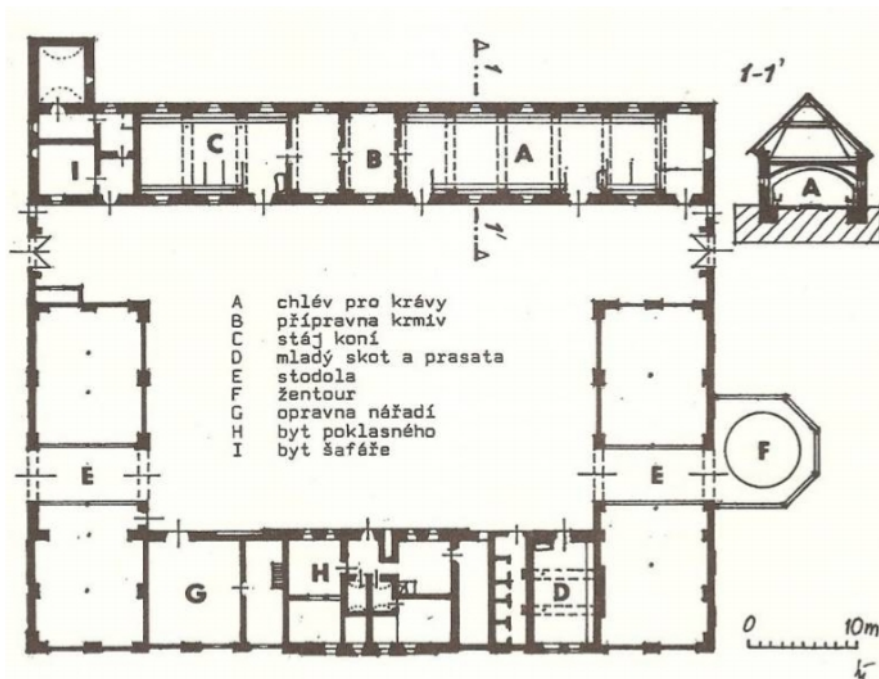 1
1-1'
C
B
A
I
A
1'
A chlév pro krávy
B přípravna krmiv
C stáj koní
D mladý skot a prasata
E stodola
F žentour
G opravna nářadí
H byt poklasného
I byt šafáře
E
E
F
G
H
D
0 10m